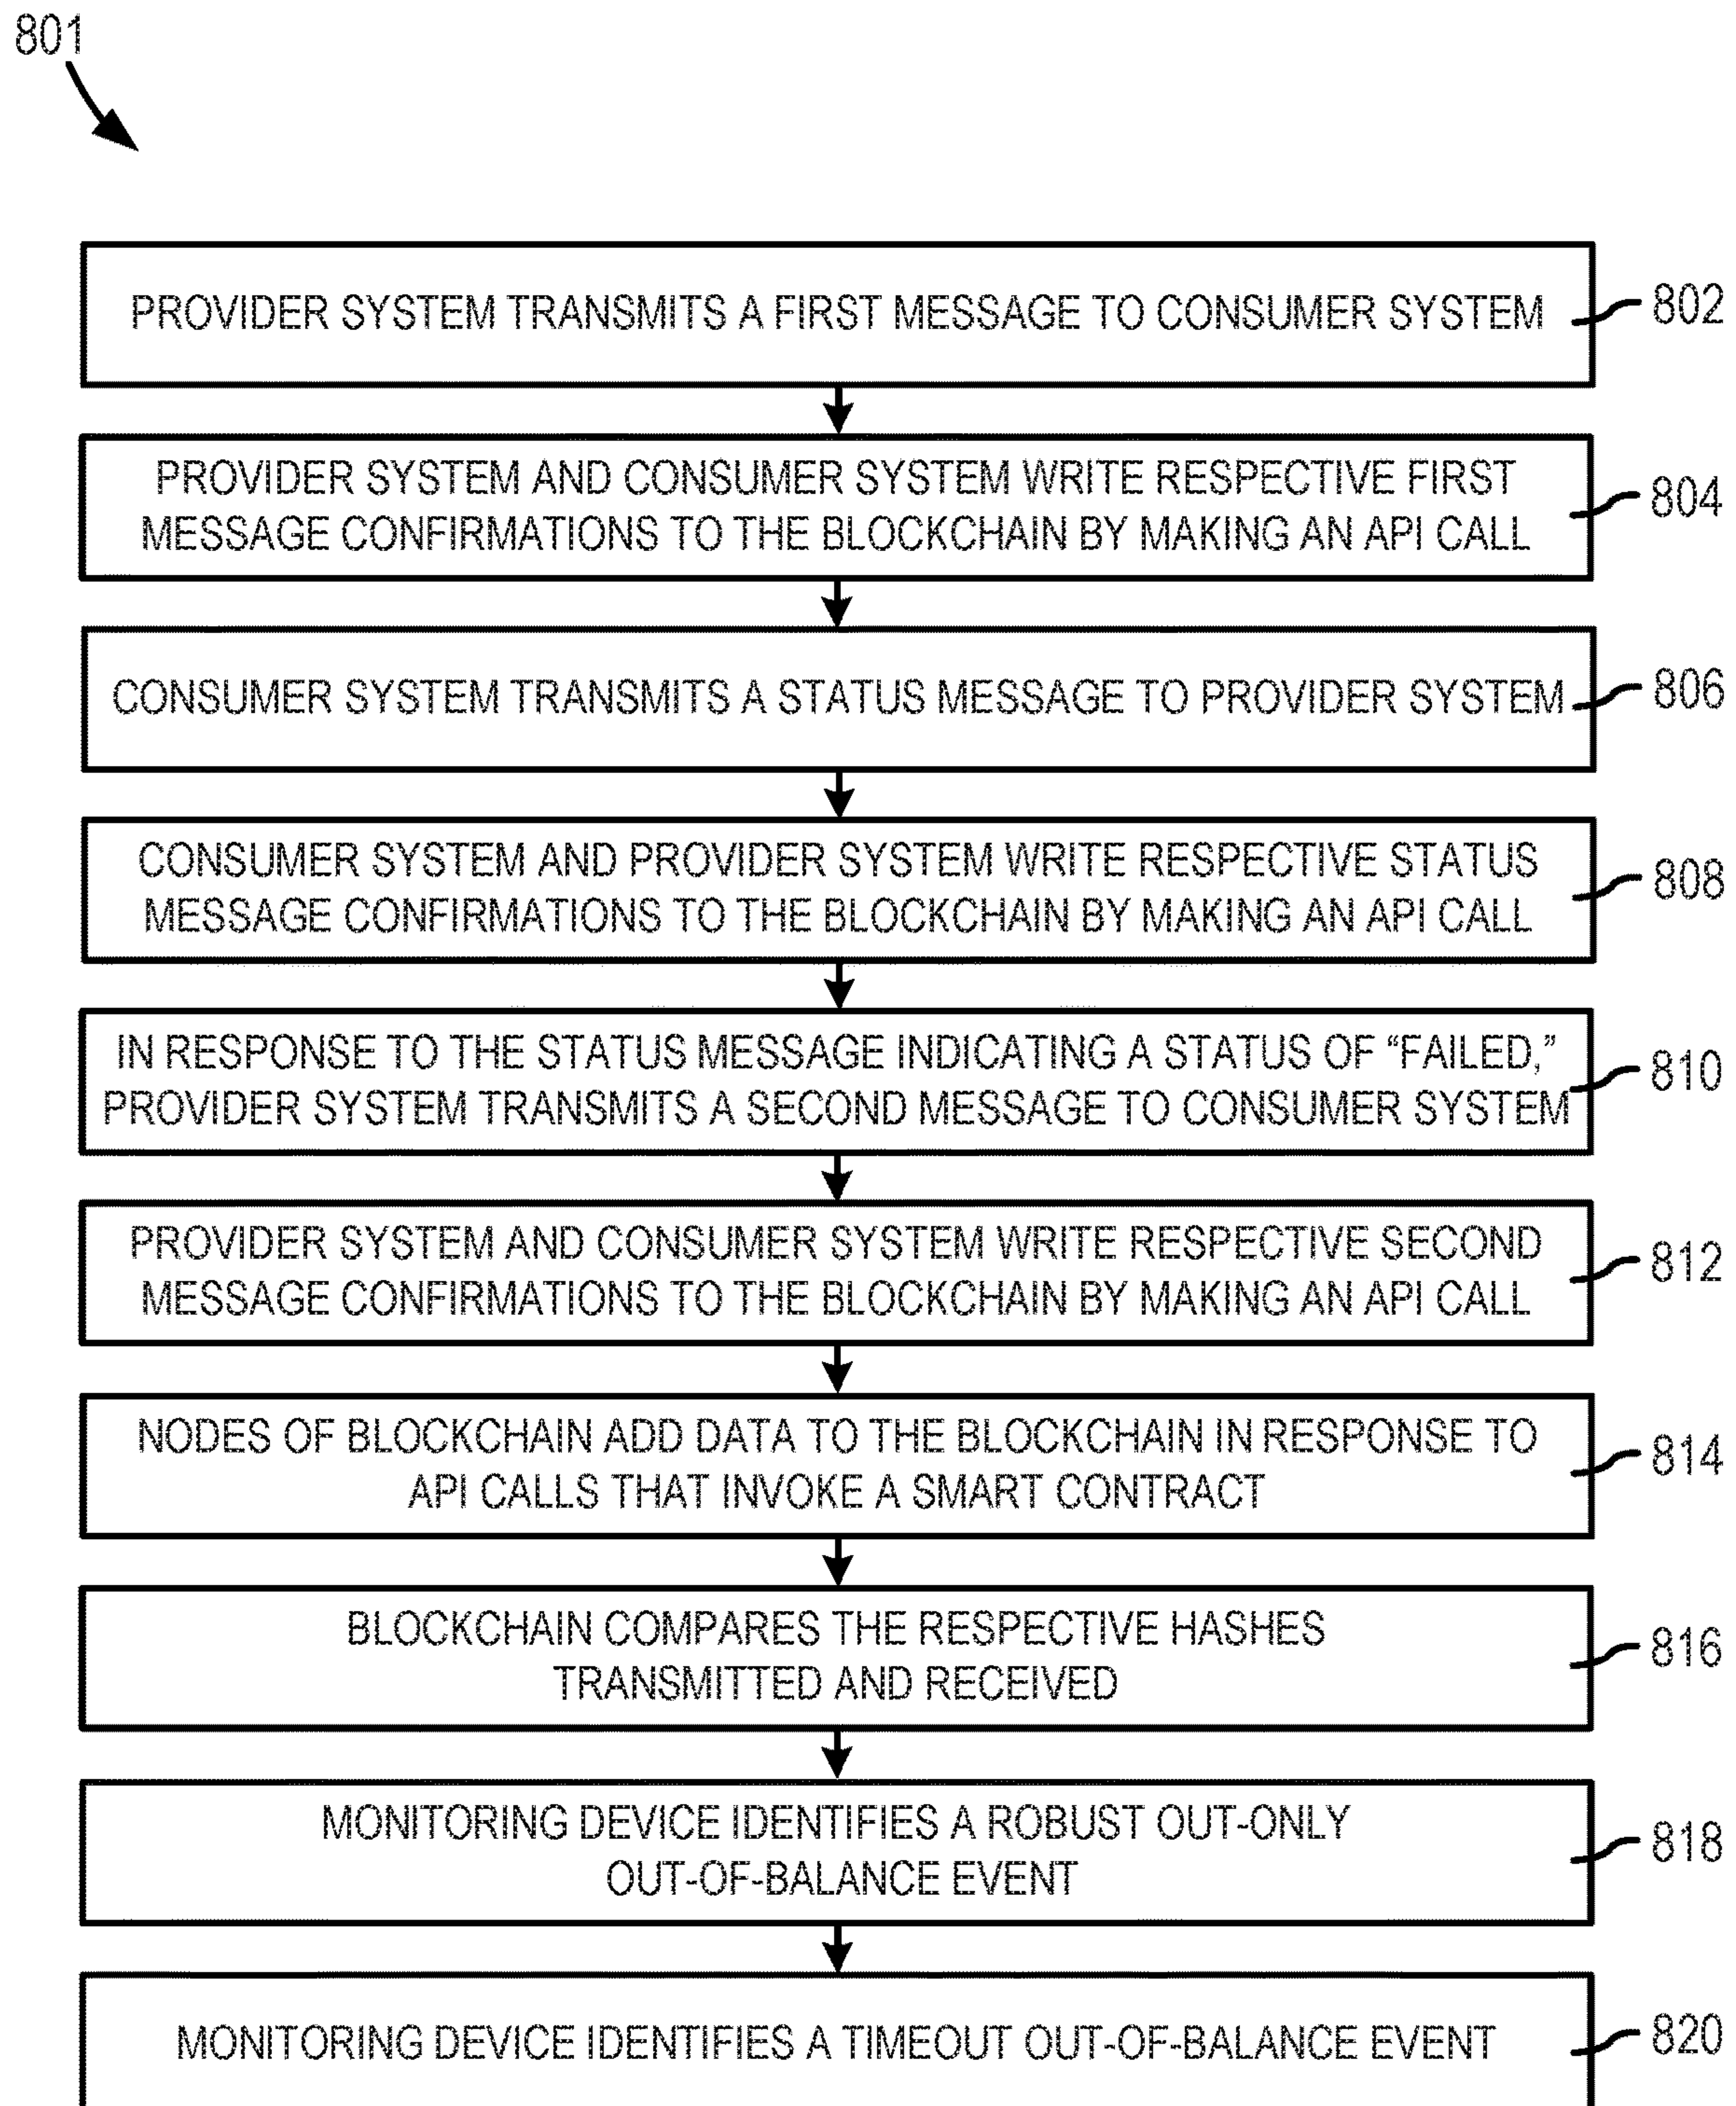 801
PROVIDER SYSTEM TRANSMITS A FIRST MESSAGE TO CONSUMER SYSTEM
802
PROVIDER SYSTEM AND CONSUMER SYSTEM WRITE RESPECTIVE FIRST
MESSAGE CONFIRMATIONS TO THE BLOCKCHAIN BY MAKING AN API CALL
804
CONSUMER SYSTEM TRANSMITS A STATUS MESSAGE TO PROVIDER SYSTEM
806
CONSUMER SYSTEM AND PROVIDER SYSTEM WRITE RESPECTIVE STATUS
MESSAGE CONFIRMATIONS TO THE BLOCKCHAIN BY MAKING AN API CALL
808
IN RESPONSE TO THE STATUS MESSAGE INDICATING A STATUS OF “FAILED,”
PROVIDER SYSTEM TRANSMITS A SECOND MESSAGE TO CONSUMER SYSTEM
810
PROVIDER SYSTEM AND CONSUMER SYSTEM WRITE RESPECTIVE SECOND
MESSAGE CONFIRMATIONS TO THE BLOCKCHAIN BY MAKING AN API CALL
812
NODES OF BLOCKCHAIN ADD DATA TO THE BLOCKCHAIN IN RESPONSE TO
API CALLS THAT INVOKE A SMART CONTRACT
814
BLOCKCHAIN COMPARES THE RESPECTIVE HASHES
TRANSMITTED AND RECEIVED
816
MONITORING DEVICE IDENTIFIES A ROBUST OUT-ONLY
OUT-OF-BALANCE EVENT
818
MONITORING DEVICE IDENTIFIES A TIMEOUT OUT-OF-BALANCE EVENT
820